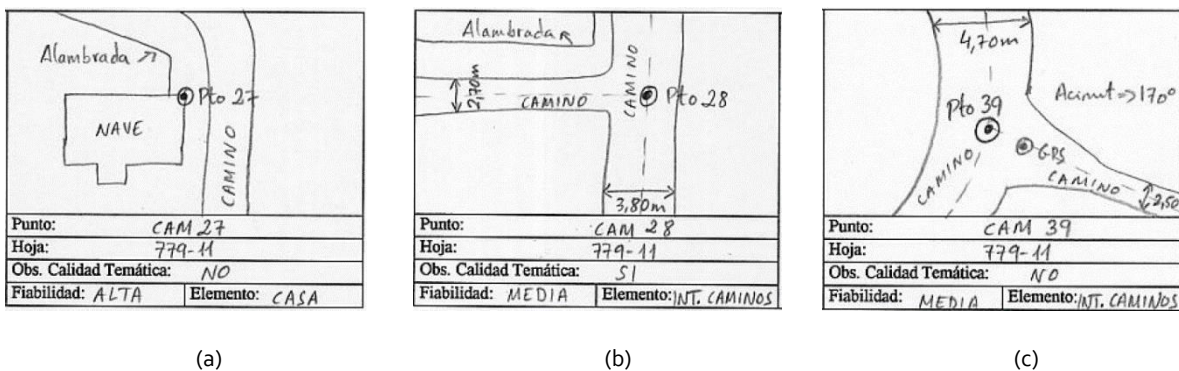 Alambrada
Pto 27
NAVE
CAMINO
Punto: CAM 27
Hoja: 779-11
Obs. Calidad Temática: NO
Fiabilidad: ALTA Elemento: CASA
(a)
Alambrada
CAMINO
2,70m
CAMINO
Pto 28
3,80m
Punto: CAM 28
Hoja: 779-11
Obs. Calidad Temática: SI
Fiabilidad: MEDIA Elemento: INT. CAMINOS
(b)
4,70m
Acimut=>170º
Pto 39
GPS
CAMINO
CAMINO
2,50
Punto: CAM 39
Hoja: 779-11
Obs. Calidad Temática: NO
Fiabilidad: MEDIA Elemento: INT. CAMINOS
(c)